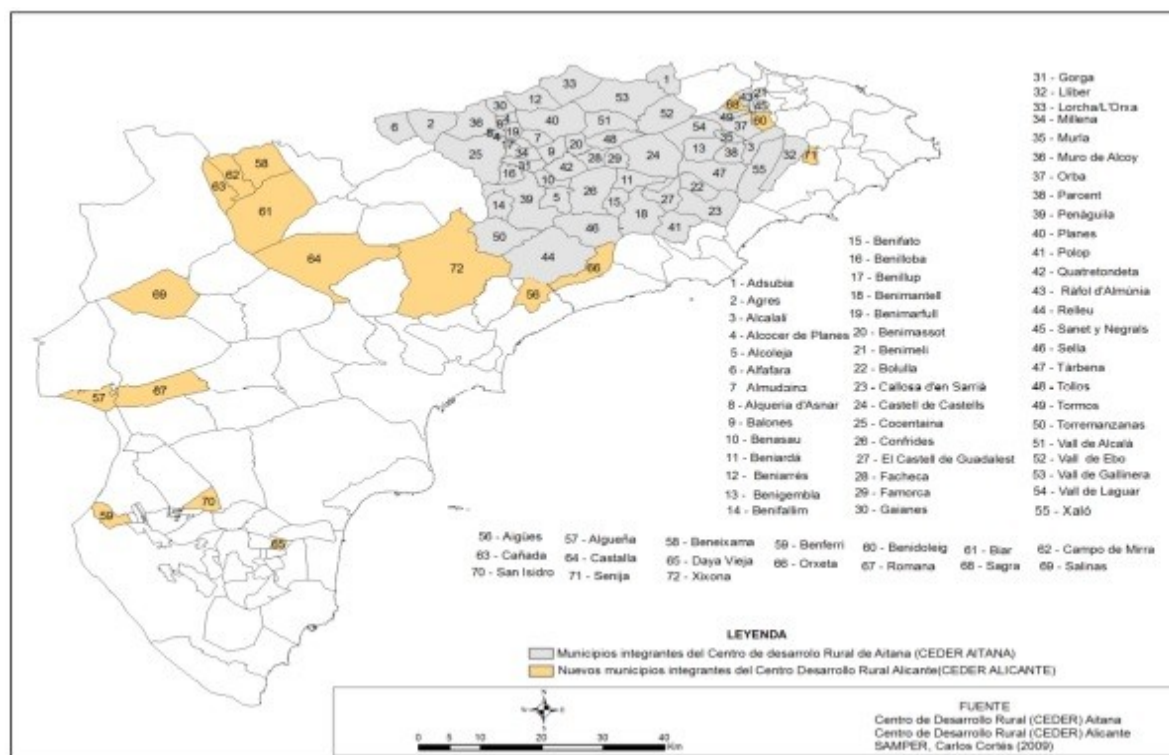 31 - Gorga
32 - Llíber
33 - Lorcha/L'Orxa
34 - Millena
35 - Murla
36 - Muro de Alcoy
37 - Orba
38 - Parcent
39 - Penàguila
40 - Planes
41 - Polop
42 - Quatretondeta
43 - Ràfol d'Almúnia
44 - Relleu
45 - Sanet y Negrals
46 - Sella
47 - Tàrbena
48 - Tollos
49 - Tormos
50 - Torremanzanas
51 - Vall de Alcalà
52 - Vall de Ebo
53 - Vall de Gallinera
54 - Vall de Laguar
55 - Xaló
15 - Benifato
16 - Benilloba
17 - Benillup
18 - Benimantell
19 - Benimarfull
20 - Benimassot
21 - Benimeli
22 - Bolulla
23 - Callosa d'en Sarrià
24 - Castell de Castells
25 - Cocentaina
26 - Confrides
27 - El Castell de Guadalest
28 - Facheca
29 - Famorca
30 - Gaianes
1 - Adsubia
2 - Agres
3 - Alcalalí
4 - Alcocer de Planes
5 - Alcoleja
6 - Alfafara
7 - Almudaina
8 - Alqueria d'Asnar
9 - Balones
10 - Benasau
11 - Beniardá
12 - Beniarrés
13 - Benigembla
14 - Benifallim
56 - Aigües 57 - Algueña 58 - Beneixama 59 - Benferri 60 - Benidoleig 61 - Biar 62 - Campo de Mirra
63 - Cañada 64 - Castalla 65 - Daya Vieja 66 - Orxeta 67 - Romana 68 - Sagra 69 - Salinas
70 - San Isidro 71 - Senija 72 - Xixona
LEYENDA
Municipios integrantes del Centro de desarrolo Rural de Aitana (CEDER AITANA)
Nuevos municipios integrantes del Centro Desarrollo Rural Alicante(CEDER ALICANTE)
N
0 10 20 30 40
Km
FUENTE
Centro de Desarrollo Rural (CEDER) Aitana
Centro de Desarrollo Rural (CEDER) Alicante
SAMPER, Carlos Cortés (2009)